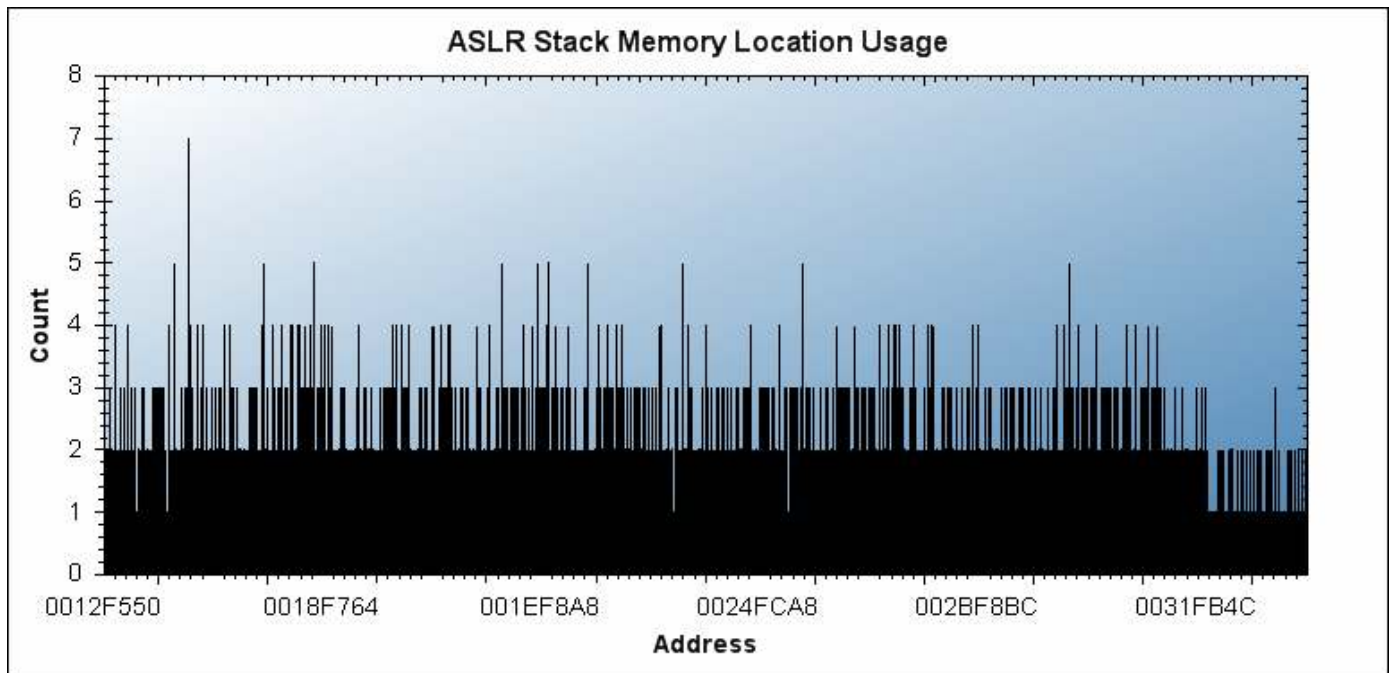 ASLR Stack Memory Location Usage
8
7
6
5
4
3
2
1
0
Count
0012F550 0018F764 001EF8A8 0024FCA8 002BF8BC 0031FB4C
Address